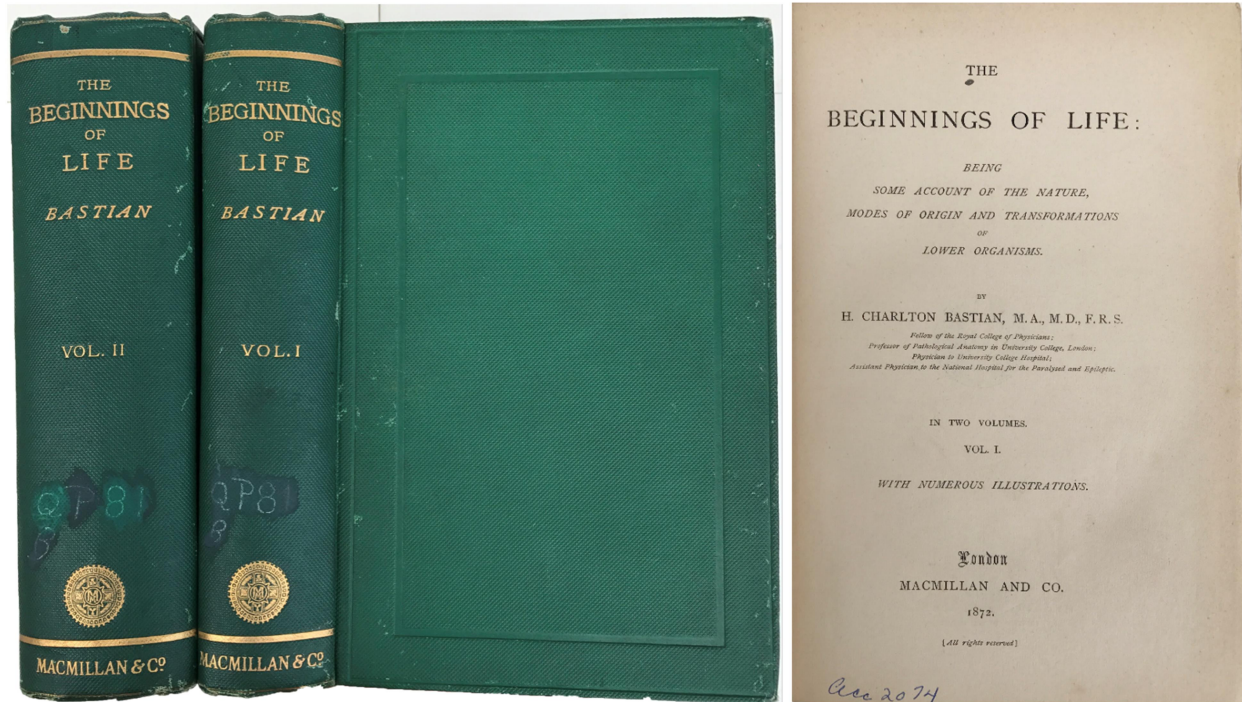 THE
BEGINNINGS
OF
LIFE
BASTIAN
VOL. II
QP81
B
MACMILLAN & Cº
THE
BEGINNINGS
OF
LIFE
BASTIAN
VOL. I
QP81
B
MACMILLAN & Cº
THE
BEGINNINGS OF LIFE:
BEING
SOME ACCOUNT OF THE NATURE,
MODES OF ORIGIN AND TRANSFORMATIONS
OF
LOWER ORGANISMS.
BY
H. CHARLTON BASTIAN, M.A., M.D., F.R.S.
Fellow of the Royal College of Physicians;
Professor of Pathological Anatomy in University College, London;
Physician to University College Hospital;
Assistant Physician to the National Hospital for the Paralysed and Epileptic.
IN TWO VOLUMES.
VOL. I.
WITH NUMEROUS ILLUSTRATIONS.
London
MACMILLAN AND CO.
1872.
[All rights reserved]
Acc 2074